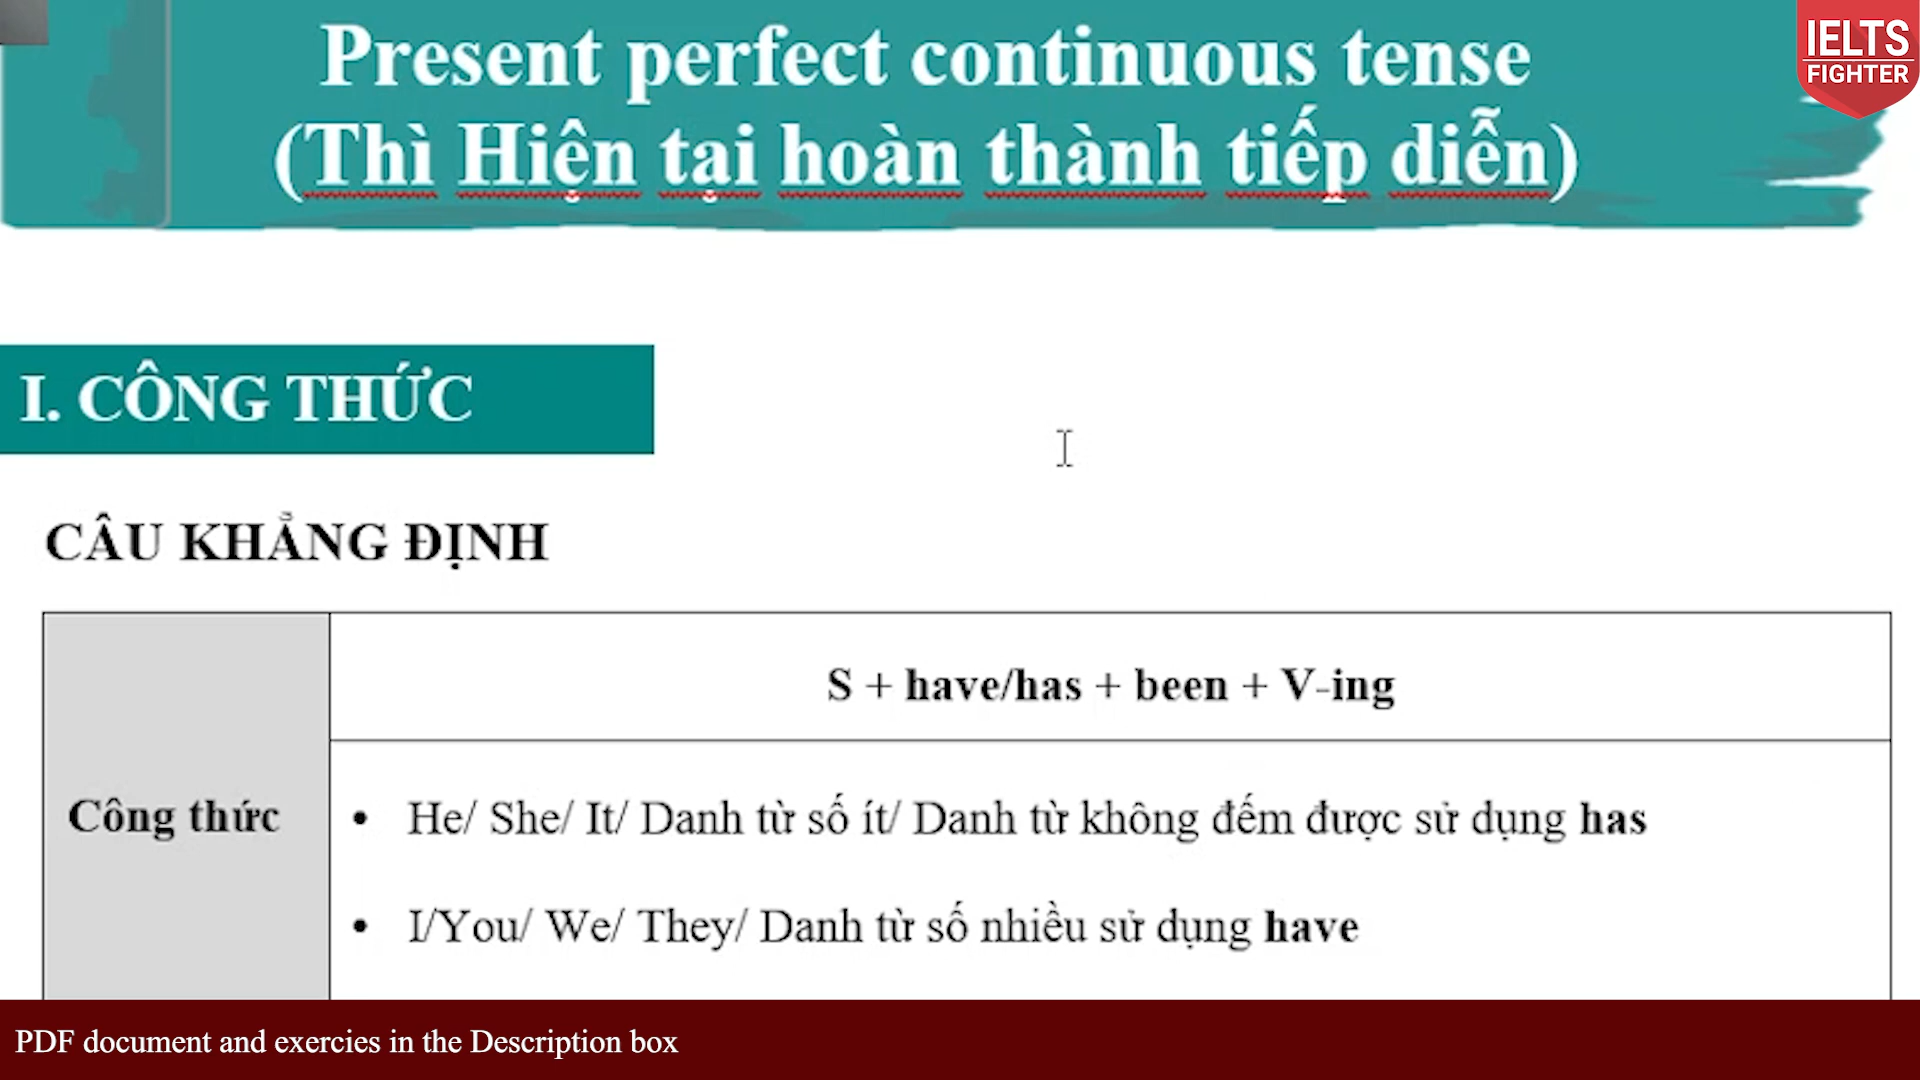 Present perfect continuous tense
(Thì Hiện tại hoàn thành tiếp diễn)
IELTS
FIGHTER
I. CÔNG THỨC
CÂU KHẲNG ĐỊNH
S + have/has + been + V-ing
Công thức
• He/ She/ It/ Danh từ số ít/ Danh từ không đếm được sử dụng has
• I/You/ We/ They/ Danh từ số nhiều sử dụng have
PDF document and exercies in the Description box